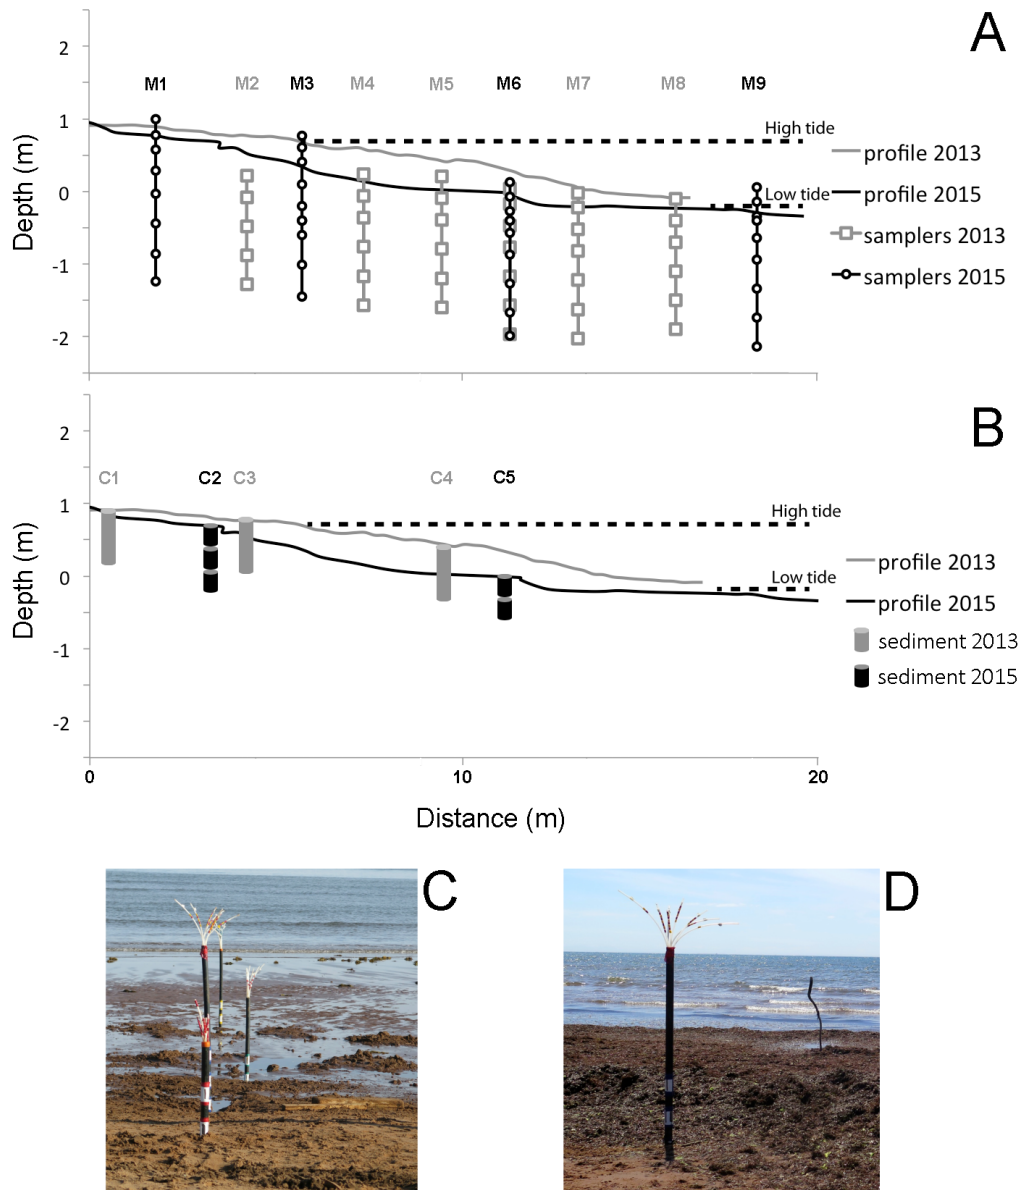 A
2
1
0
-1
-2
Depth (m)
M1 M2 M3 M4 M5 M6 M7 M8 M9
High tide
Low tide
profile 2013
profile 2015
samplers 2013
samplers 2015
B
2
1
0
-1
-2
Depth (m)
C1 C2 C3 C4 C5
High tide
Low tide
profile 2013
profile 2015
sediment 2013
sediment 2015
0 10 20
Distance (m)
C
D